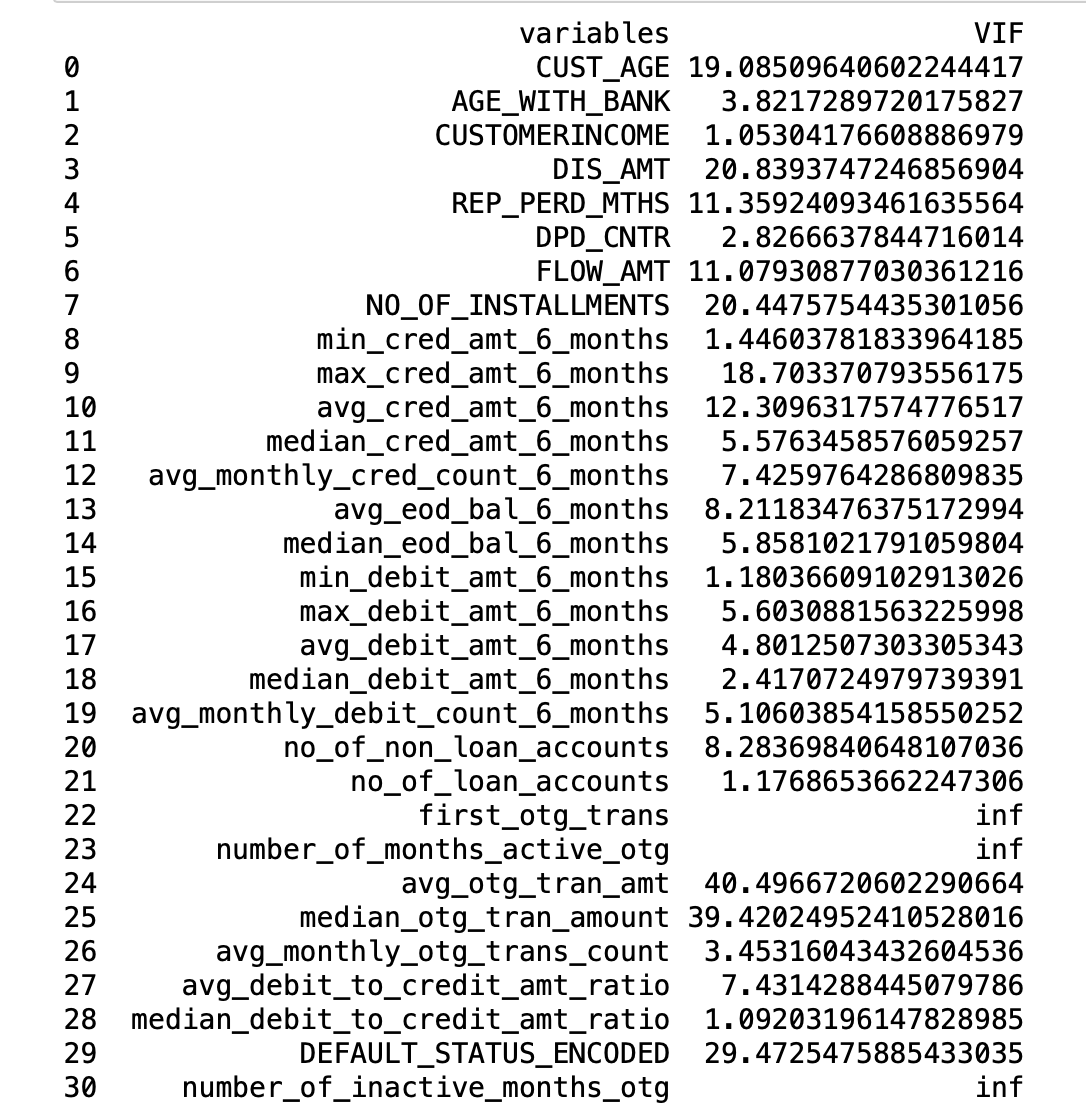 variables VIF
0 CUST_AGE 19.08509640602244417
1 AGE_WITH_BANK 3.8217289720175827
2 CUSTOMERINCOME 1.05304176608886979
3 DIS_AMT 20.8393747246856904
4 REP_PERD_MTHS 11.35924093461635564
5 DPD_CNTR 2.8266637844716014
6 FLOW_AMT 11.07930877030361216
7 NO_OF_INSTALLMENTS 20.4475754435301056
8 min_cred_amt_6_months 1.44603781833964185
9 max_cred_amt_6_months 18.703370793556175
10 avg_cred_amt_6_months 12.3096317574776517
11 median_cred_amt_6_months 5.5763458576059257
12 avg_monthly_cred_count_6_months 7.4259764286809835
13 avg_eod_bal_6_months 8.21183476375172994
14 median_eod_bal_6_months 5.8581021791059804
15 min_debit_amt_6_months 1.18036609102913026
16 max_debit_amt_6_months 5.6030881563225998
17 avg_debit_amt_6_months 4.8012507303305343
18 median_debit_amt_6_months 2.4170724979739391
19 avg_monthly_debit_count_6_months 5.10603854158550252
20 no_of_non_loan_accounts 8.28369840648107036
21 no_of_loan_accounts 1.1768653662247306
22 first_otg_trans inf
23 number_of_months_active_otg inf
24 avg_otg_tran_amt 40.4966720602290664
25 median_otg_tran_amount 39.42024952410528016
26 avg_monthly_otg_trans_count 3.45316043432604536
27 avg_debit_to_credit_amt_ratio 7.4314288445079786
28 median_debit_to_credit_amt_ratio 1.09203196147828985
29 DEFAULT_STATUS_ENCODED 29.4725475885433035
30 number_of_inactive_months_otg inf